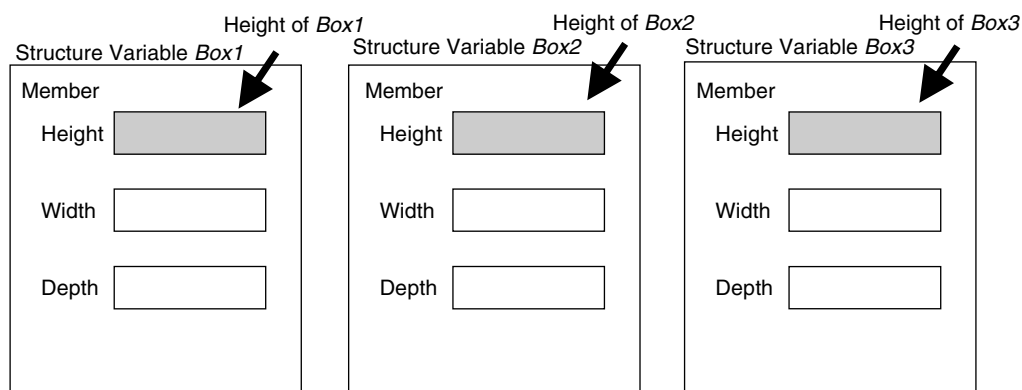 Height of Box1
Structure Variable Box1
Member
Height
Width
Depth
Height of Box2
Structure Variable Box2
Member
Height
Width
Depth
Height of Box3
Structure Variable Box3
Member
Height
Width
Depth